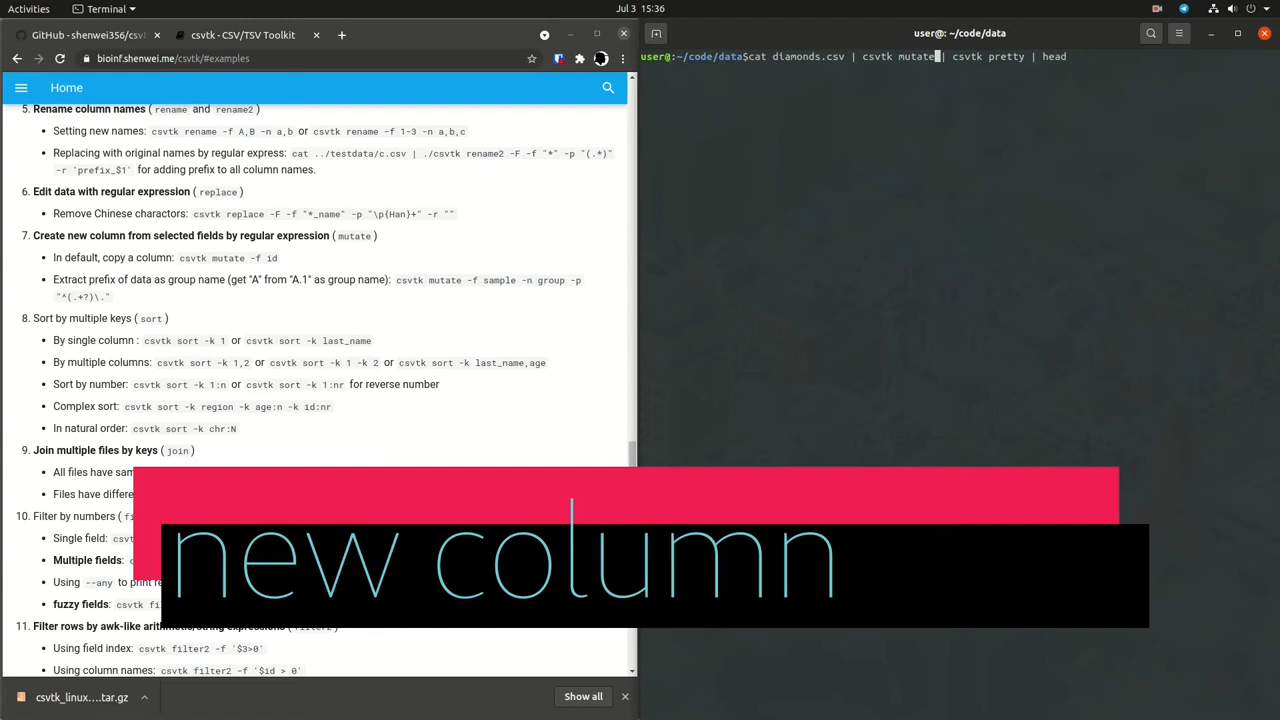 Activities
Terminal
Jul 3 15:36
GitHub - shenwei356/csv
csvtk - CSV/TSV Toolkit
user@: ~/code/data
bioinf.shenwei.me/csvtk/#examples
user@:~/code/data$cat diamonds.csv | csvtk mutate | csvtk pretty | head
Home
5. Rename column names (rename and rename2)
Setting new names: csvtk rename -f A,B -n a,b or csvtk rename -f 1-3 -n a,b,c
Replacing with original names by regular express: cat ../testdata/c.csv | ./csvtk rename2 -F -f "*" -p "(.*)"
-r 'prefix_$1' for adding prefix to all column names.
6. Edit data with regular expression (replace)
Remove Chinese charactors: csvtk replace -F -f "*_name" -p "\p{Han}+" -r ""
7. Create new column from selected fields by regular expression (mutate)
In default, copy a column: csvtk mutate -f id
Extract prefix of data as group name (get "A" from "A.1" as group name): csvtk mutate -f sample -n group -p
"^(.+?)\."
8. Sort by multiple keys (sort)
By single column : csvtk sort -k 1 or csvtk sort -k last_name
By multiple columns: csvtk sort -k 1,2 or csvtk sort -k 1 -k 2 or csvtk sort -k last_name,age
Sort by number: csvtk sort -k 1:n or csvtk sort -k 1:nr for reverse number
Complex sort: csvtk sort -k region -k age:n -k id:nr
In natural order: csvtk sort -k chr:N
9. Join multiple files by keys (join)
All files have sam
Files have differe
10. Filter by numbers (fi
Single field: csvt
Multiple fields:
Using --any to print re
fuzzy fields: csvtk fi
new column
11. Filter rows by awk-like arithmetic/string expressions (filter2)
Using field index: csvtk filter2 -f '$3>0'
Using column names: csvtk filter2 -f '$id > 0'
csvtk_linux....tar.gz
Show all